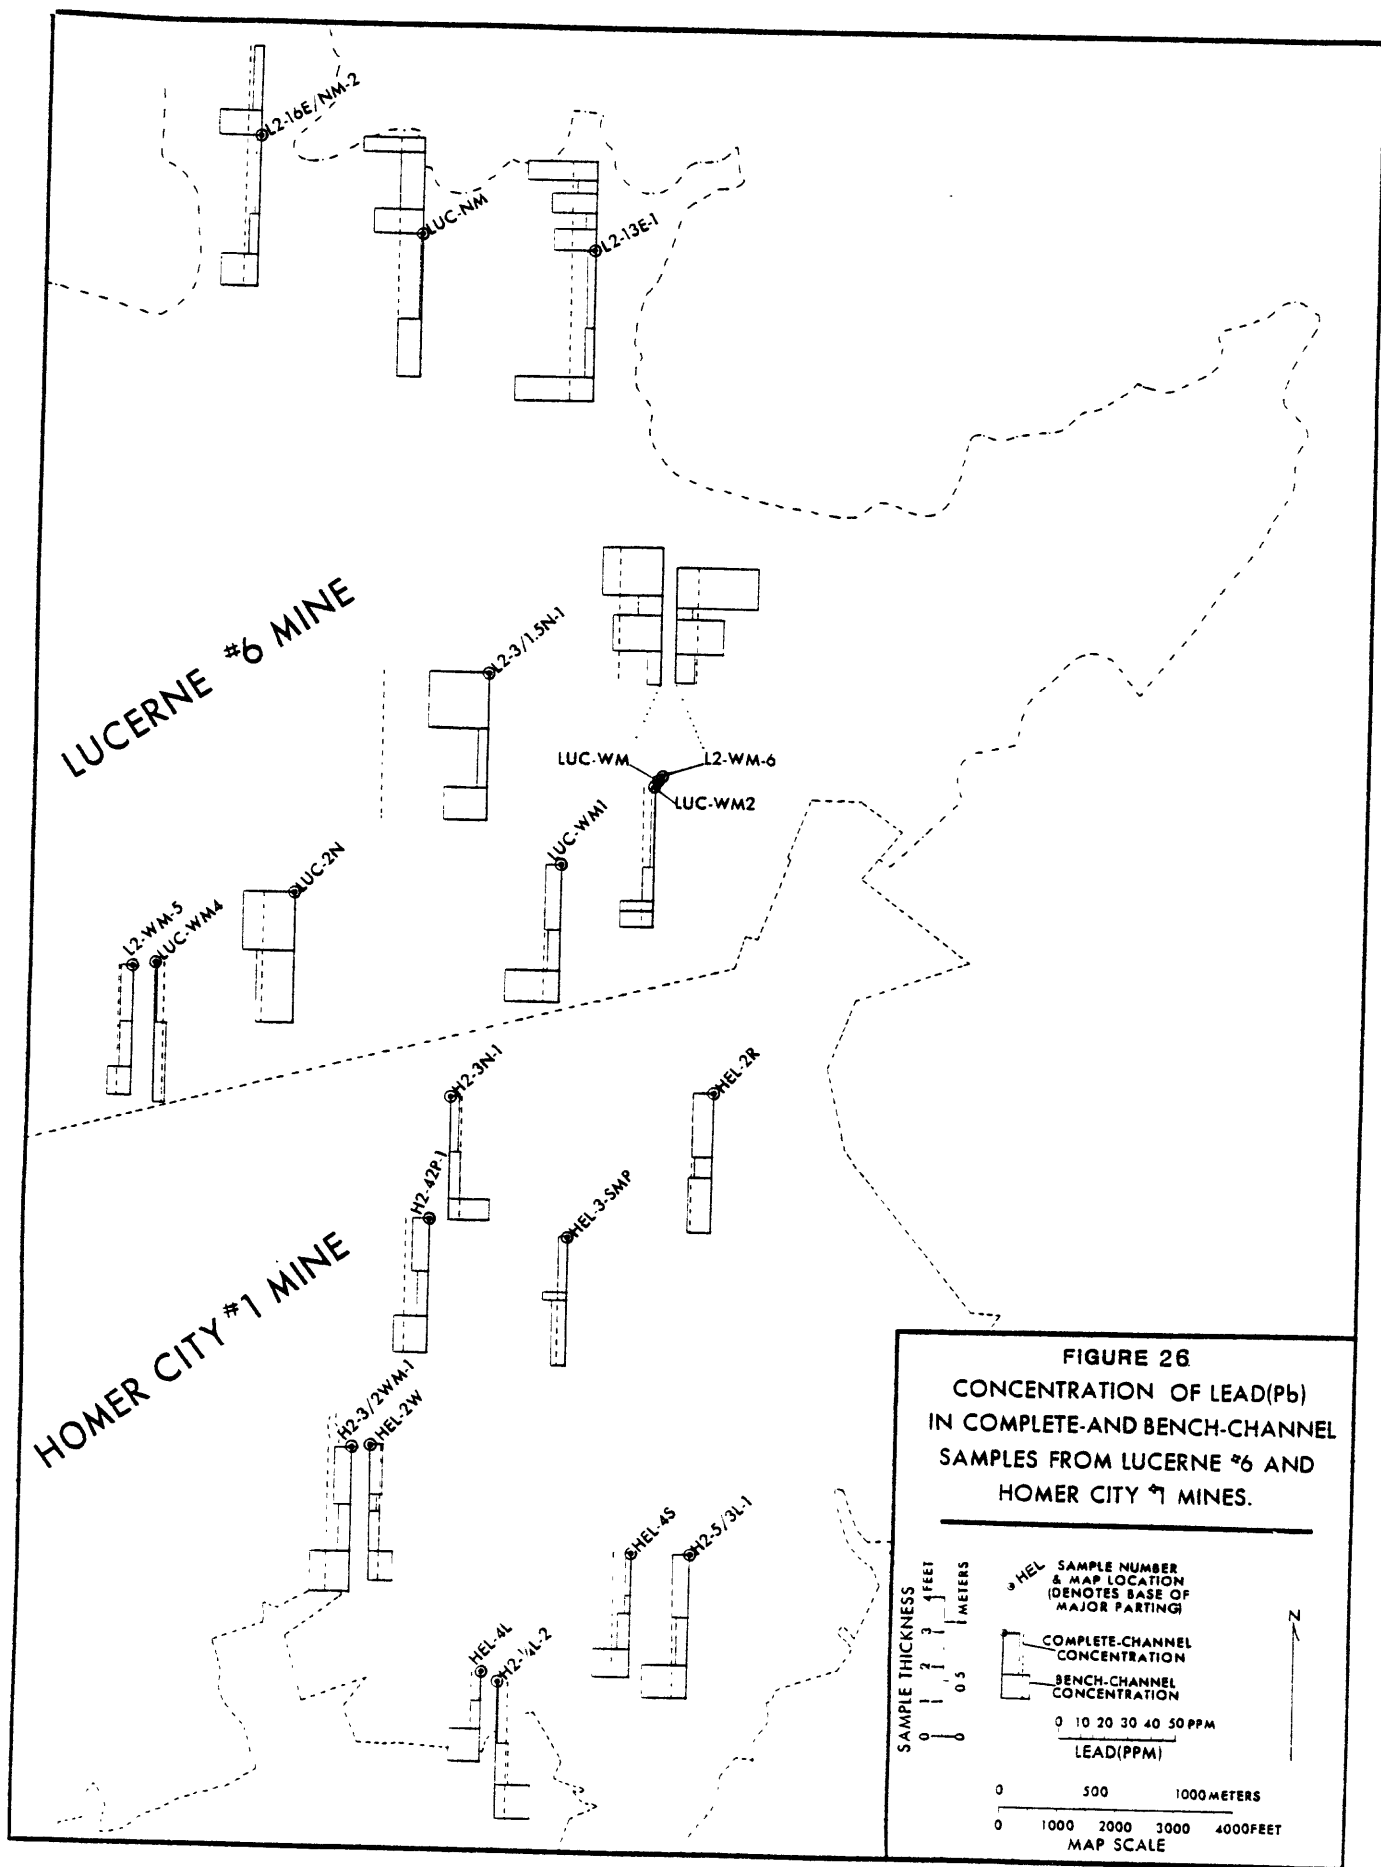 L2-16E/NM-2
LUC-NM
L2-13E-1
LUCERNE #6 MINE
L2-3/1.5N-1
LUC-WM
L2-WM-6
LUC-WM2
LUC-WM1
LUC-2N
L2-WM-5
LUC-WM4
H2-3N-1
HEL-2R
H2-42P-1
HEL-3-SMP
HOMER CITY #1 MINE
H2-3/2WM-1
HEL-2W
HEL-4S
H2-5/3L-1
HEL-4L
H2-¼L-2
FIGURE 26.
CONCENTRATION OF LEAD(Pb)
IN COMPLETE-AND BENCH-CHANNEL
SAMPLES FROM LUCERNE #6 AND
HOMER CITY #1 MINES.
SAMPLE THICKNESS
0 1 2 3 4 FEET
0 0.5 1 METERS
HEL
SAMPLE NUMBER
& MAP LOCATION
(DENOTES BASE OF
MAJOR PARTING)
COMPLETE-CHANNEL
CONCENTRATION
BENCH-CHANNEL
CONCENTRATION
0 10 20 30 40 50 PPM
LEAD(PPM)
N
0 500 1000 METERS
0 1000 2000 3000 4000FEET
MAP SCALE